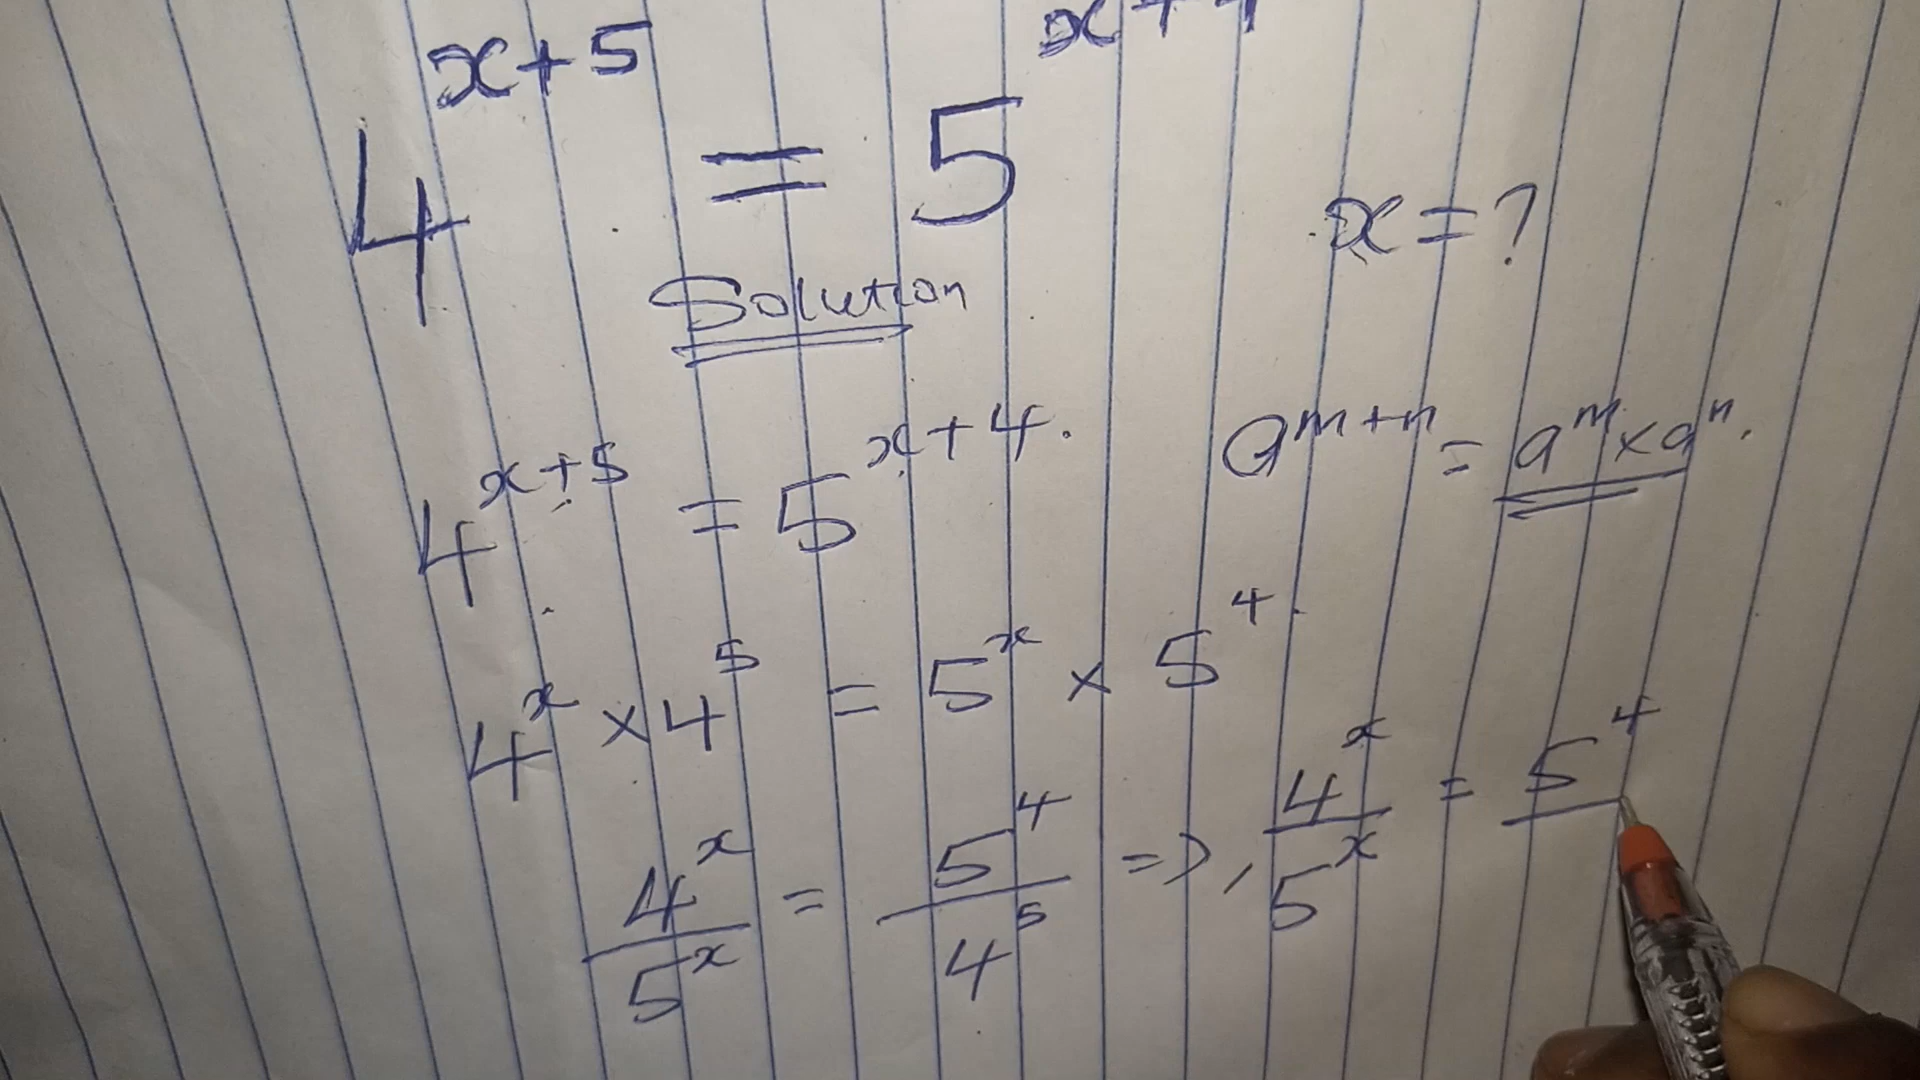 4^{x+5} = 5^{x+4}
x = ?
Solution
4^{x+5} = 5^{x+4}.
a^{m+n} = a^m × a^n.
4^x × 4^5 = 5^x × 5^4.
4^x/5^x = 5^4/4^5 => , 4^x/5^x = 5^4/